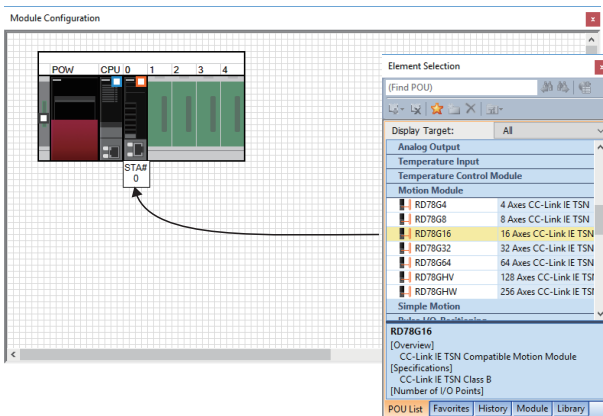 Module Configuration
POW CPU 0 1 2 3 4
STA#
0
Element Selection
(Find POU)
Display Target: All
Analog Output
Temperature Input
Temperature Control Module
Motion Module
RD78G4 4 Axes CC-Link IE TSN
RD78G8 8 Axes CC-Link IE TSN
RD78G16 16 Axes CC-Link IE TSN
RD78G32 32 Axes CC-Link IE TSN
RD78G64 64 Axes CC-Link IE TSN
RD78GHV 128 Axes CC-Link IE TSN
RD78GHW 256 Axes CC-Link IE TSN
Simple Motion
Pulse I/O, Positioning
RD78G16
[Overview]
CC-Link IE TSN Compatible Motion Module
[Specifications]
CC-Link IE TSN Class B
[Number of I/O Points]
POU List Favorites History Module Library